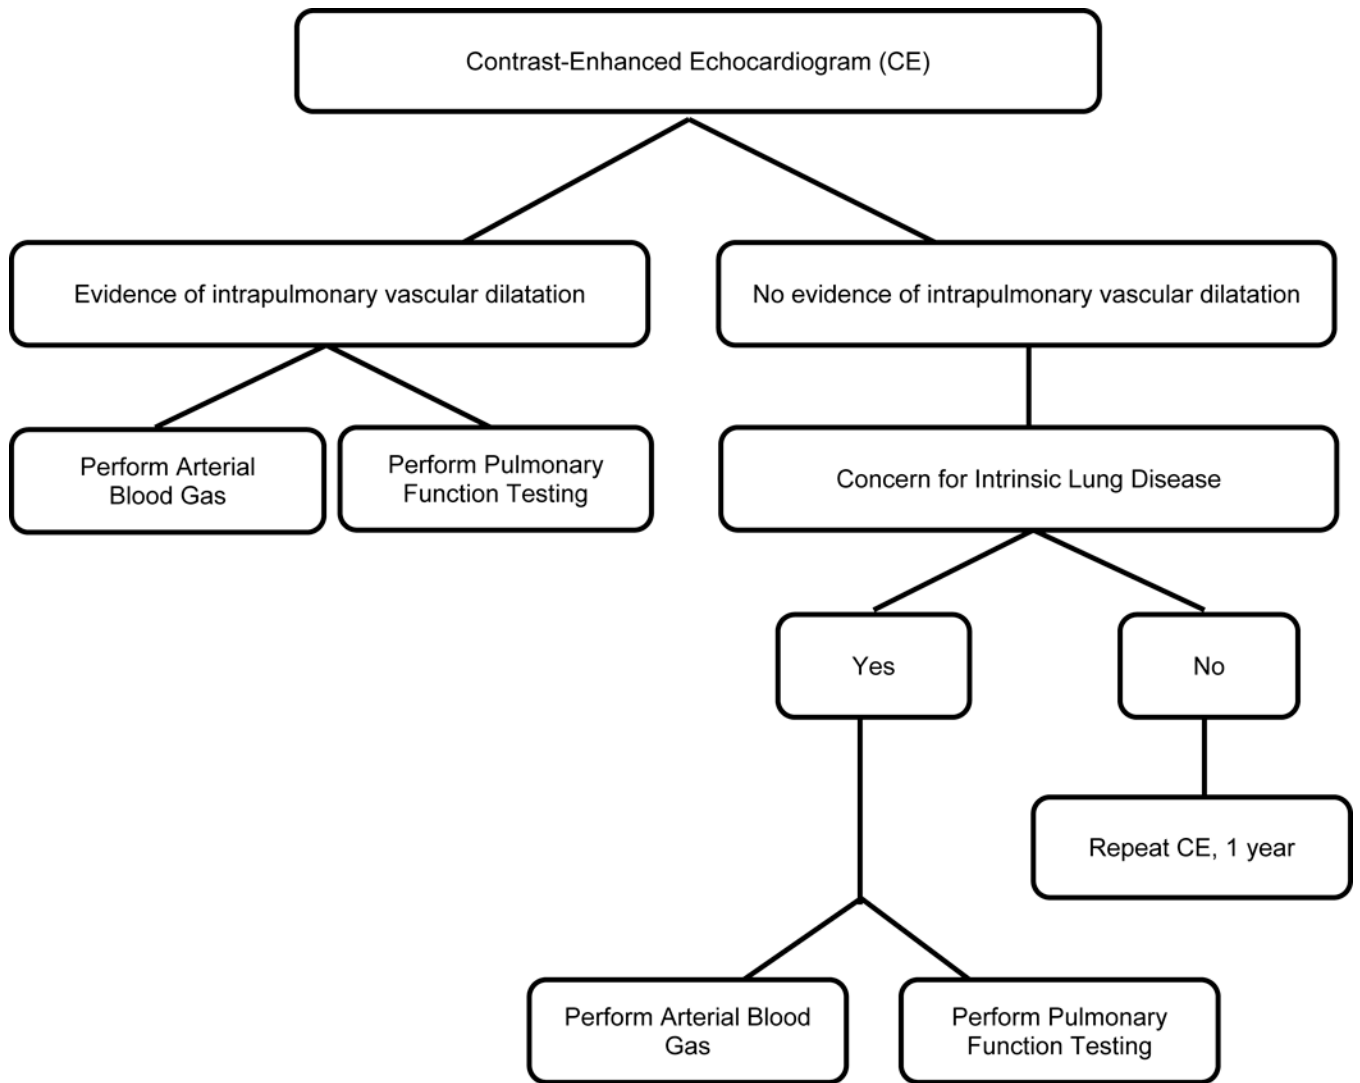 Contrast-Enhanced Echocardiogram (CE)
Evidence of intrapulmonary vascular dilatation
No evidence of intrapulmonary vascular dilatation
Perform Arterial
Blood Gas
Perform Pulmonary
Function Testing
Concern for Intrinsic Lung Disease
Yes
No
Repeat CE, 1 year
Perform Arterial Blood
Gas
Perform Pulmonary
Function Testing